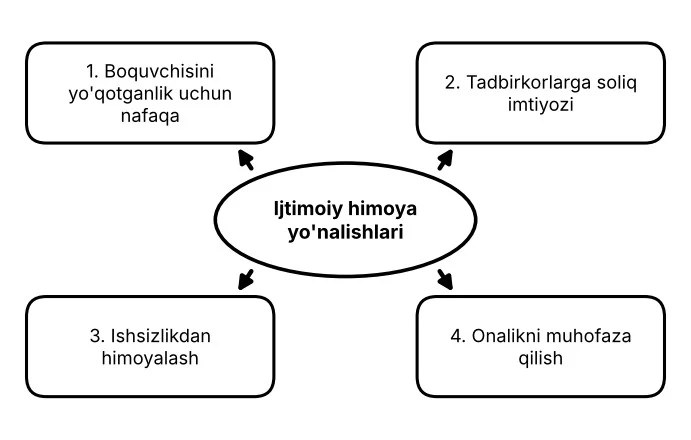 1. Boquvchisini
yo'qotganlik uchun
nafaqa
2. Tadbirkorlarga soliq
imtiyozi
Ijtimoiy himoya
yo'nalishlari
3. Ishsizlikdan
himoyalash
4. Onalikni muhofaza
qilish